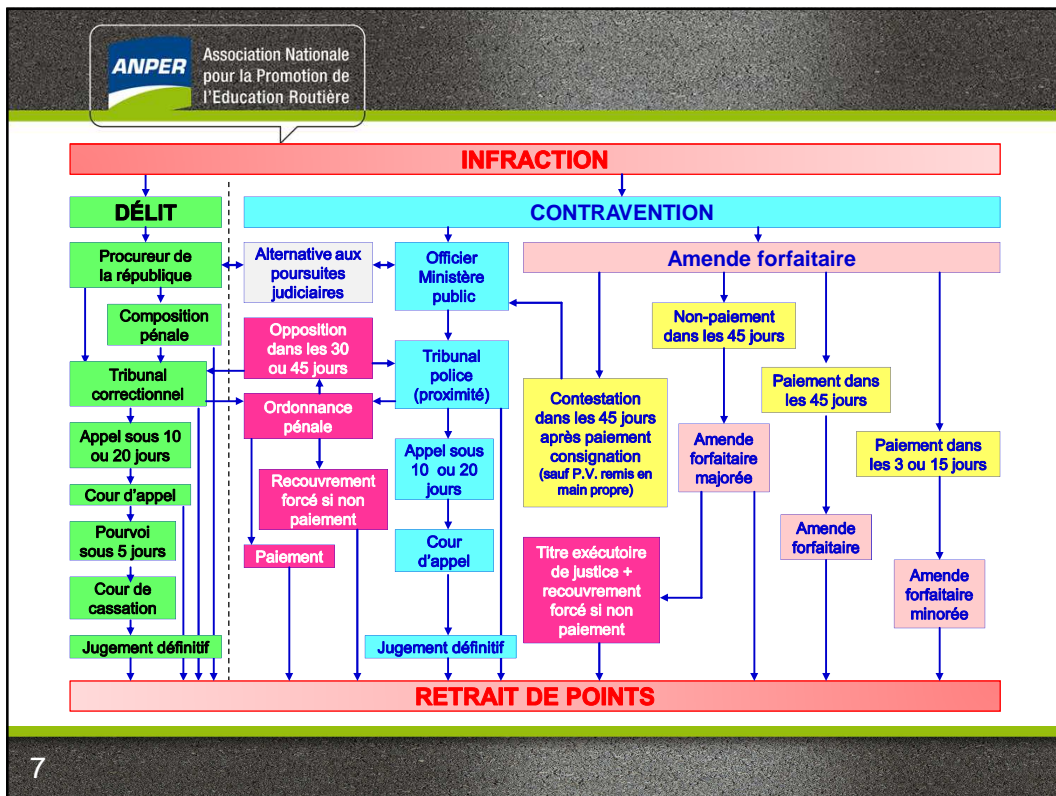 ANPER
Association Nationale
pour la Promotion de
l'Education Routière
INFRACTION
DÉLIT
CONTRAVENTION
Procureur de
la république
Alternative aux
poursuites
judiciaires
Officier
Ministère
public
Amende forfaitaire
Composition
pénale
Opposition
dans les 30
ou 45 jours
Non-paiement
dans les 45 jours
Tribunal
correctionnel
Tribunal
police
(proximité)
Paiement dans
les 45 jours
Contestation
dans les 45 jours
après paiement
consignation
(sauf P.V. remis en
main propre)
Ordonnance
pénale
Appel sous 10
ou 20 jours
Appel sous
10 ou 20
jours
Amende
forfaitaire
majorée
Paiement dans
les 3 ou 15 jours
Recouvrement
forcé si non
paiement
Cour d'appel
Pourvoi
sous 5 jours
Paiement
Cour
d'appel
Titre exécutoire
de justice +
recouvrement
forcé si non
paiement
Amende
forfaitaire
Amende
forfaitaire
minorée
Cour de
cassation
Jugement définitif
Jugement définitif
RETRAIT DE POINTS
7